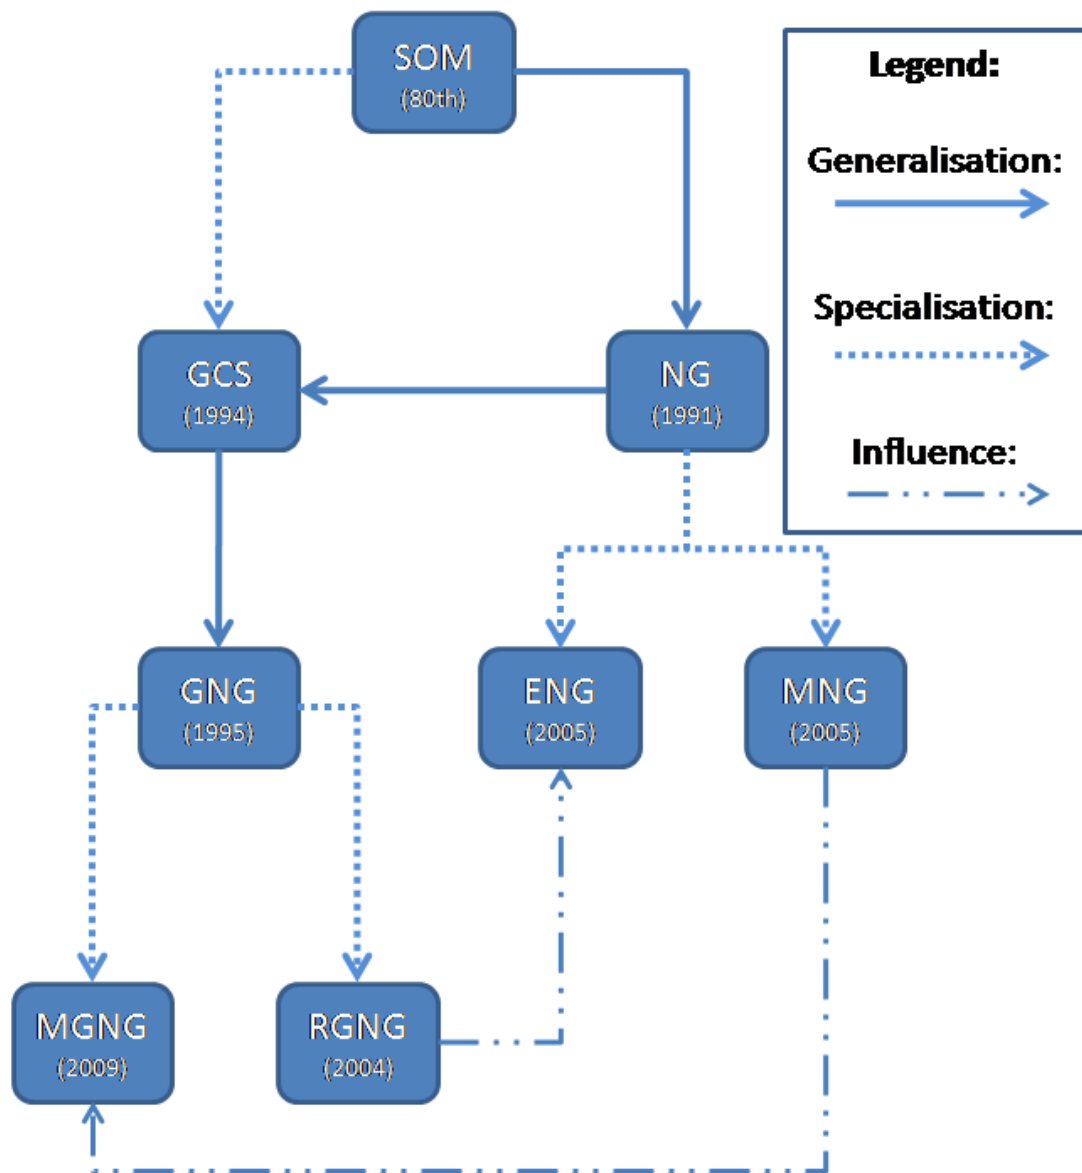 SOM
(80th)
Legend:
Generalisation:
Specialisation:
Influence:
GCS
(1994)
NG
(1991)
GNG
(1995)
ENG
(2005)
MNG
(2005)
MGNG
(2009)
RGNG
(2004)